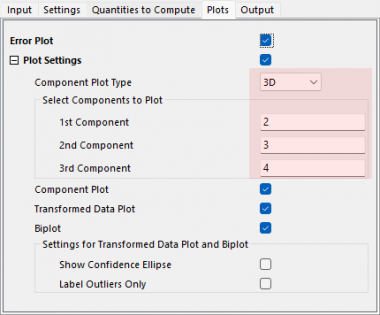 Input Settings Quantities to Compute Plots Output
Error Plot
Plot Settings
Component Plot Type 3D
Select Components to Plot
1st Component 2
2nd Component 3
3rd Component 4
Component Plot
Transformed Data Plot
Biplot
Settings for Transformed Data Plot and Biplot
Show Confidence Ellipse
Label Outliers Only